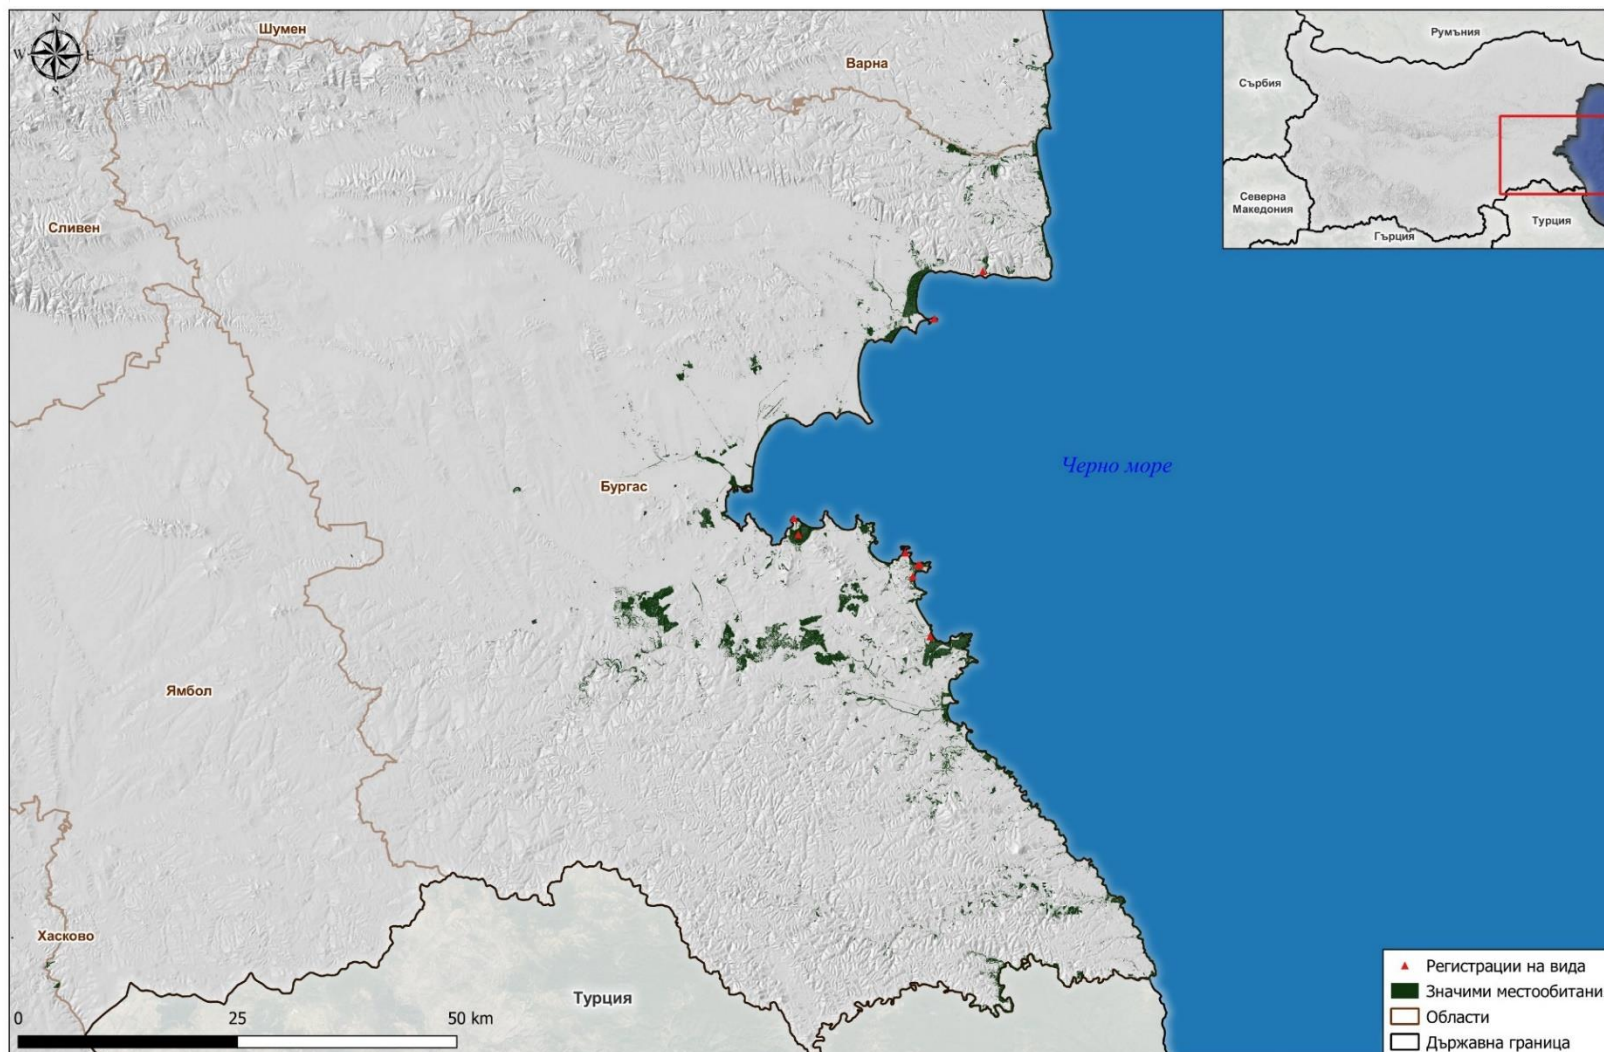 N
W E
S
Шумен
Варна
Сливен
Бургас
Ямбол
Хасково
Турция
Черно море
Румъния
Сърбия
Северна
Македония
Гърция
Турция
0 25 50 km
Регистрации на вида
Значими местообитани
Области
Държавна граница